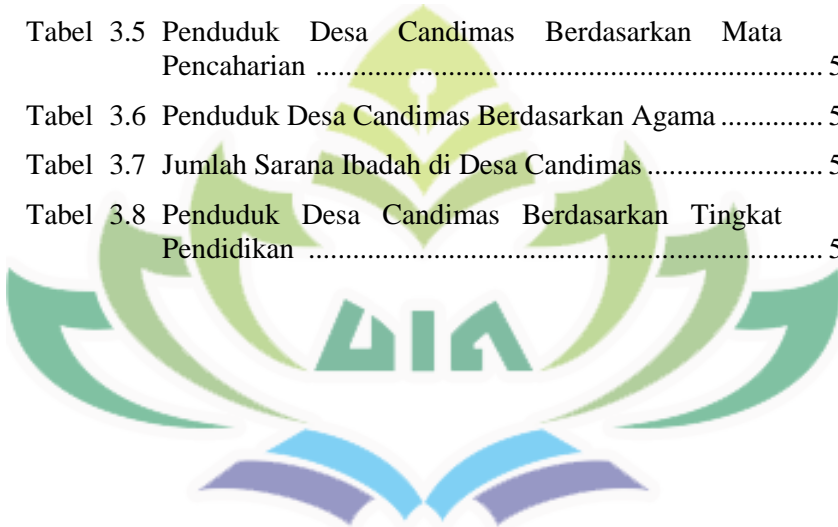 Tabel 3.5 Penduduk Desa Candimas Berdasarkan Mata
Pencaharian ........................................................................ 5
Tabel 3.6 Penduduk Desa Candimas Berdasarkan Agama .............. 5
Tabel 3.7 Jumlah Sarana Ibadah di Desa Candimas ........................ 5
Tabel 3.8 Penduduk Desa Candimas Berdasarkan Tingkat
Pendidikan ......................................................................... 5
UIN